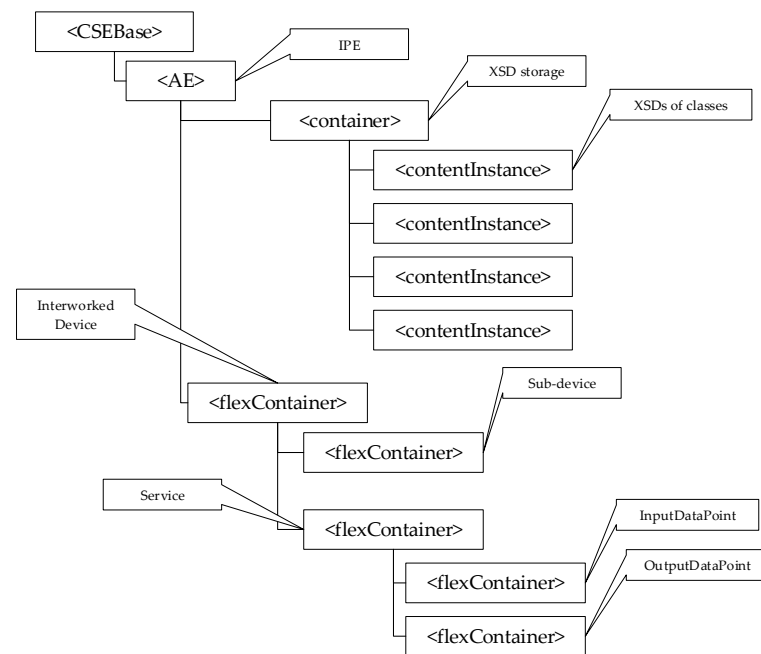 <CSEBase>
IPE
<AE>
XSD storage
<container>
XSDs of classes
<contentInstance>
<contentInstance>
<contentInstance>
<contentInstance>
Interworked
Device
<flexContainer>
Sub-device
<flexContainer>
Service
<flexContainer>
InputDataPoint
<flexContainer>
OutputDataPoint
<flexContainer>